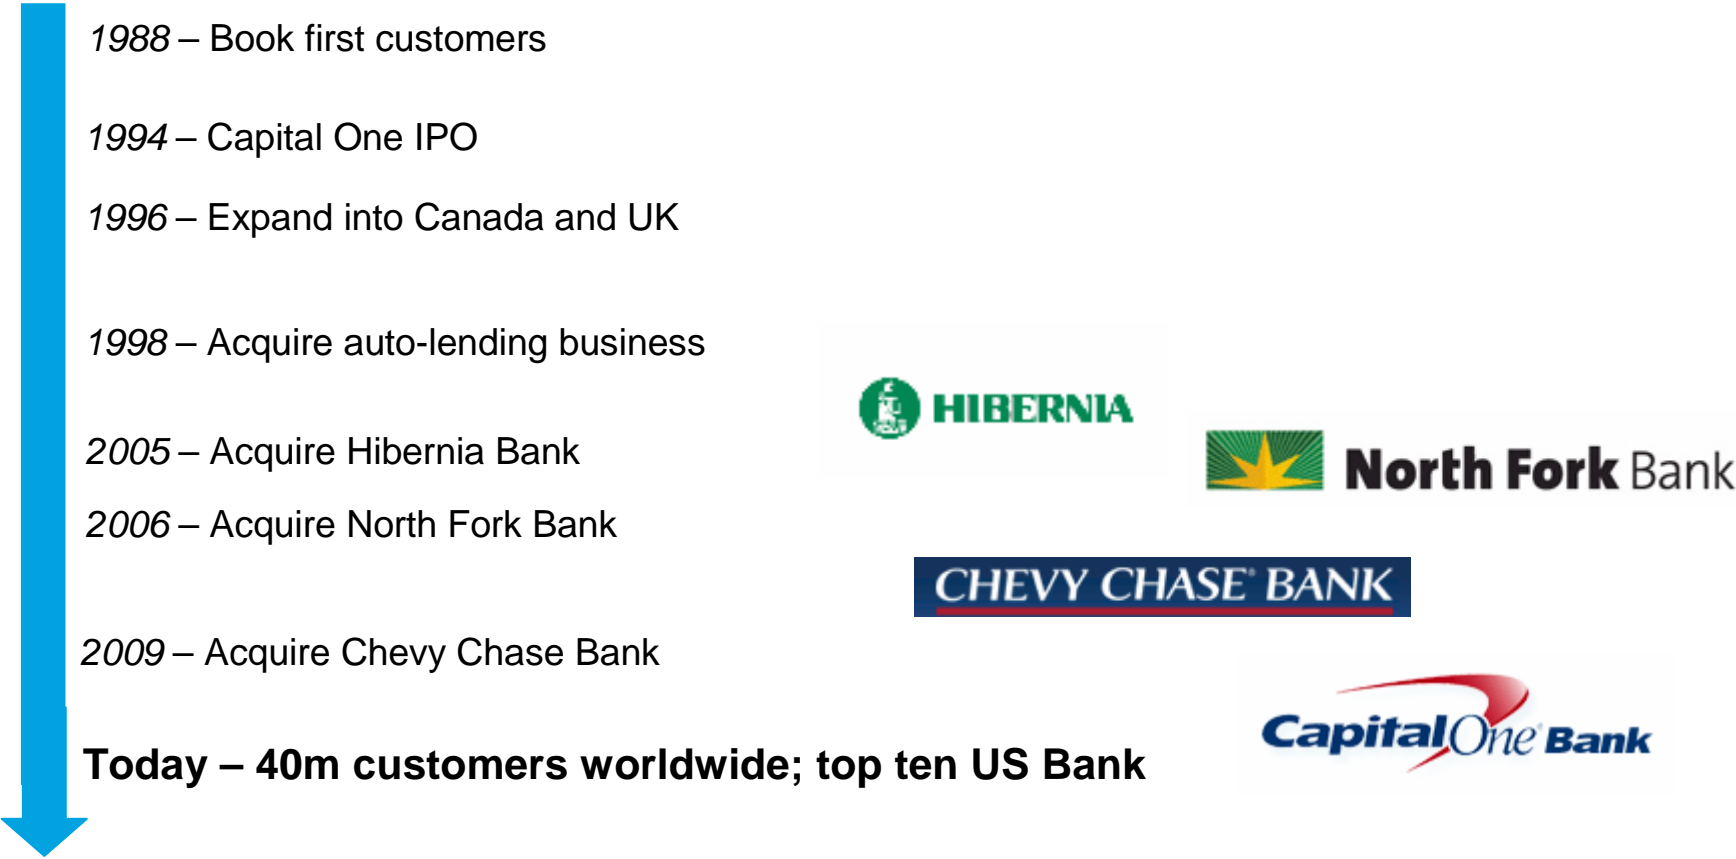 1988 – Book first customers
1994 – Capital One IPO
1996 – Expand into Canada and UK
1998 – Acquire auto-lending business
HIBERNIA
2005 – Acquire Hibernia Bank
North Fork Bank
2006 – Acquire North Fork Bank
CHEVY CHASE® BANK
2009 – Acquire Chevy Chase Bank
CapitalOne® Bank
Today – 40m customers worldwide; top ten US Bank